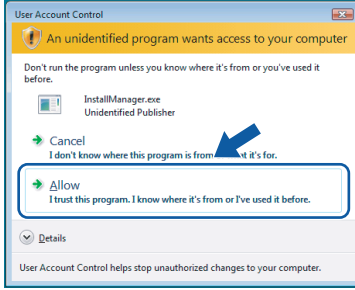 User Account Control
An unidentified program wants access to your computer
Don't run the program unless you know where it's from or you've used it
before.
InstallManager.exe
Unidentified Publisher
Cancel
I don't know where this program is from it's for.
Allow
I trust this program. I know where it's from or I've used it before.
Details
User Account Control helps stop unauthorized changes to your computer.